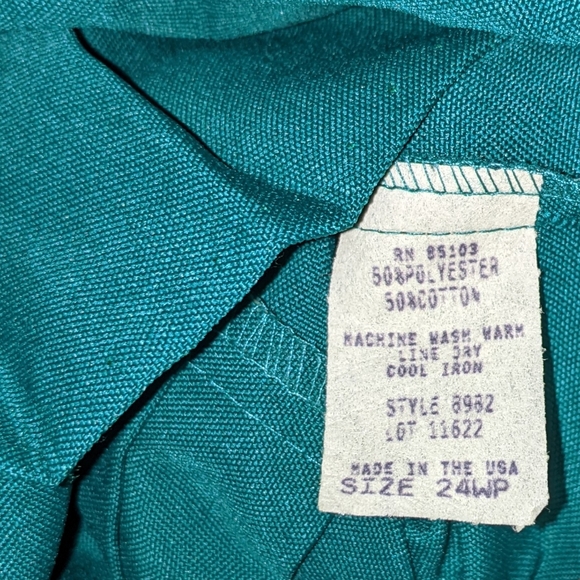 RN 85103
50%POLYESTER
50%COTTON
MACHINE WASH WARM
LINE DRY
COOL IRON
STYLE 8982
LOT 11622
MADE IN THE USA
SIZE 24WP